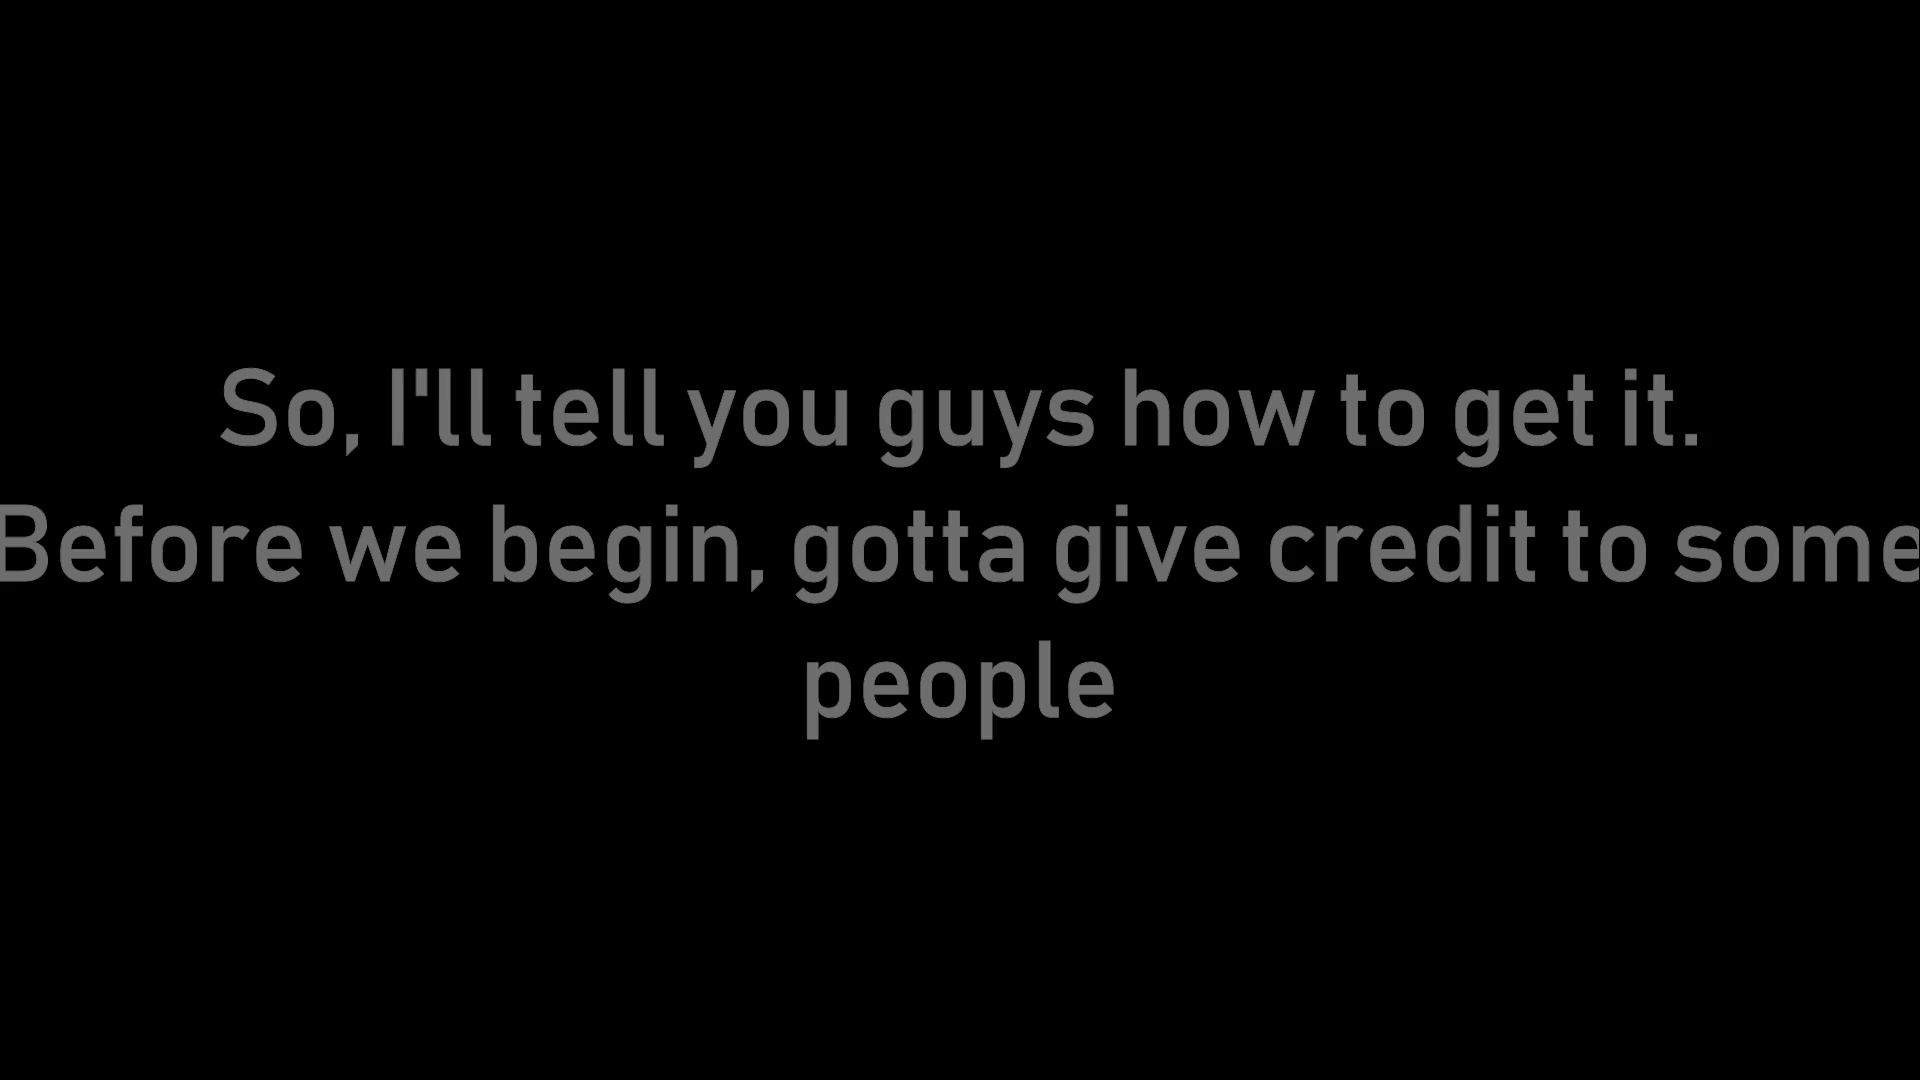 So, I'll tell you guys how to get it.
Before we begin, gotta give credit to some
people